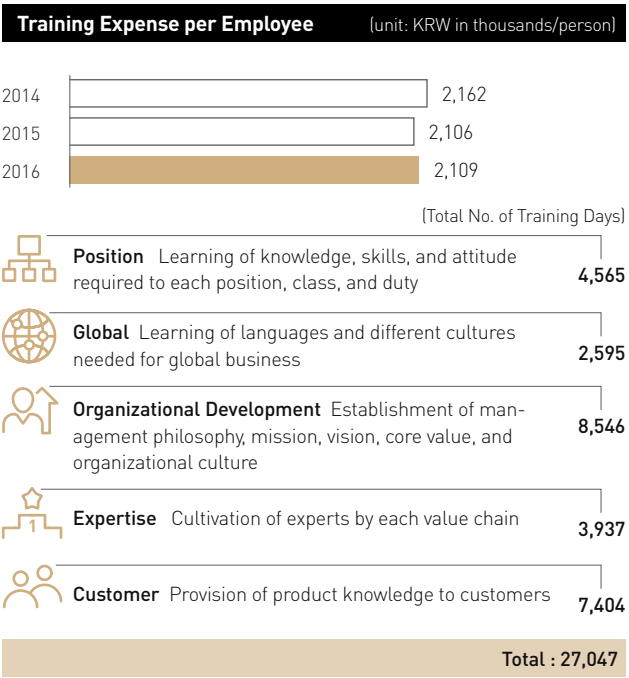 Training Expense per Employee (unit: KRW in thousands/person)
2014 2,162
2015 2,106
2016 2,109
(Total No. of Training Days)
Position Learning of knowledge, skills, and attitude
required to each position, class, and duty 4,565
Global Learning of languages and different cultures
needed for global business 2,595
Organizational Development Establishment of man-
agement philosophy, mission, vision, core value, and 8,546
organizational culture
1
Expertise Cultivation of experts by each value chain 3,937
Customer Provision of product knowledge to customers 7,404
Total : 27,047